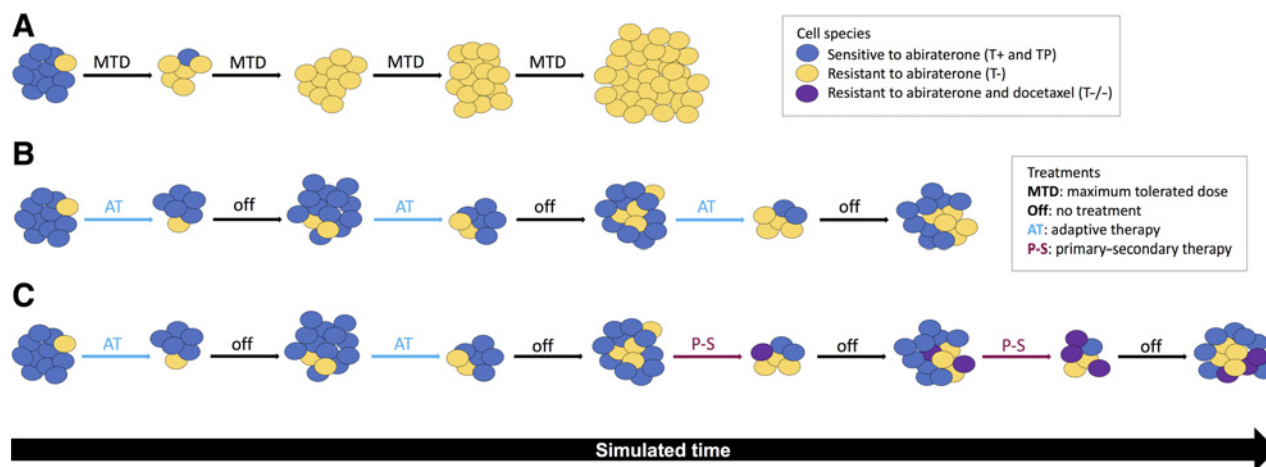 A
MTD MTD MTD MTD
Cell species
Sensitive to abiraterone (T+ and TP)
Resistant to abiraterone (T-)
Resistant to abiraterone and docetaxel (T-/-)
B
AT off AT off AT off
Treatments
MTD: maximum tolerated dose
Off: no treatment
AT: adaptive therapy
P-S: primary–secondary therapy
C
AT off AT off P-S off P-S off
Simulated time